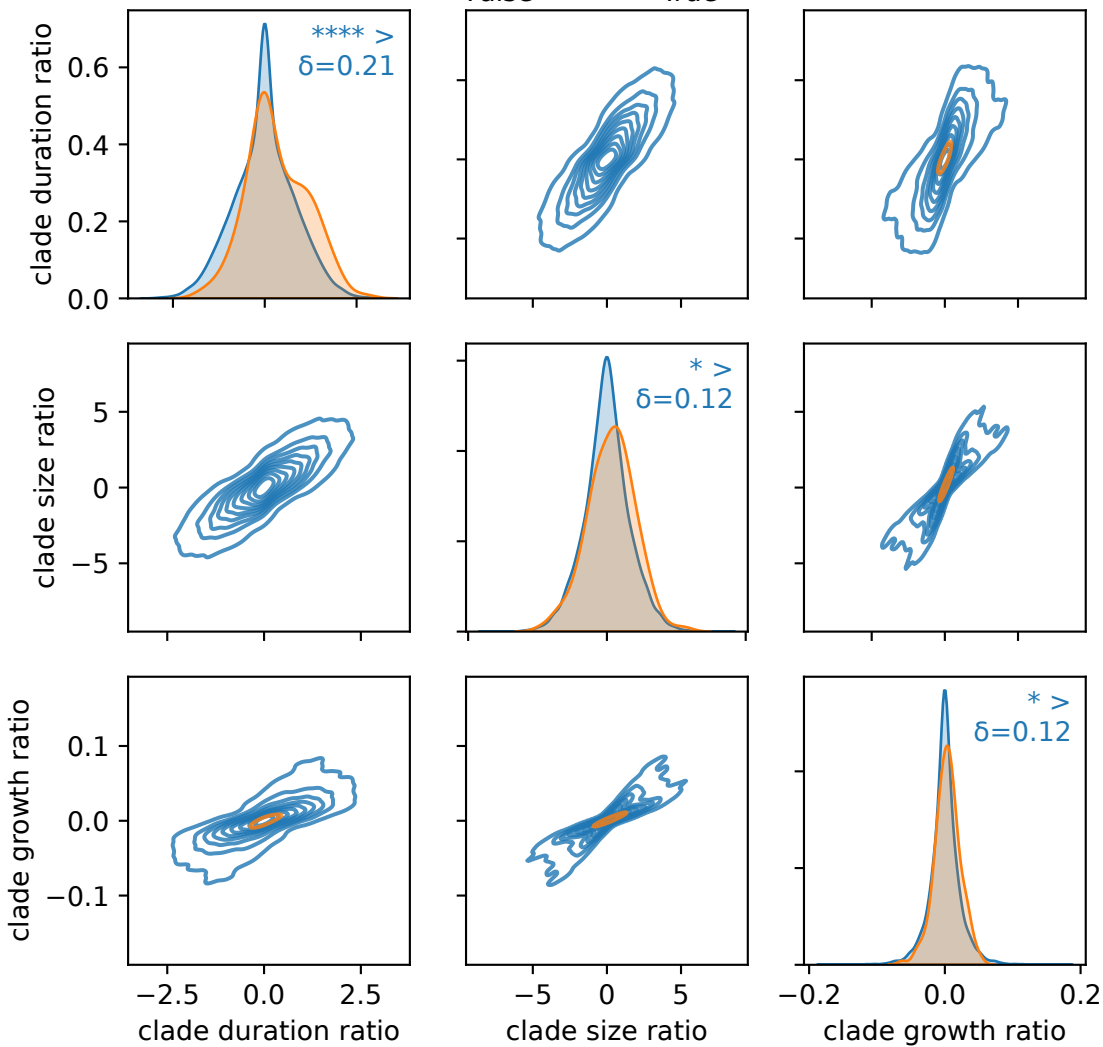 clade duration ratio
0.6
0.4
0.2
0.0
**** >
δ=0.21
clade size ratio
5
0
−5
* >
δ=0.12
clade growth ratio
0.1
0.0
−0.1
* >
δ=0.12
−2.5 0.0 2.5
−5 0 5
−0.2 0.0 0.2
clade duration ratio
clade size ratio
clade growth ratio